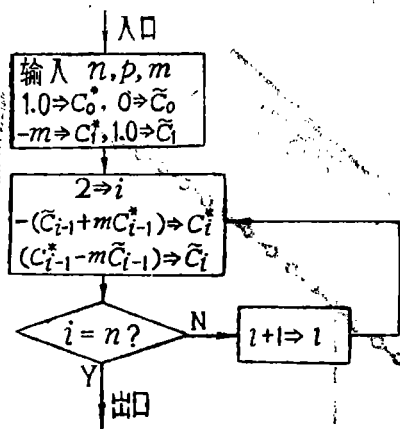 入口
输入 n, p, m
1.0⇒C₀*, 0⇒C̃₀
-m⇒C₁*, 1.0⇒C̃₁
2⇒i
-(C̃ᵢ₋₁+mC*ᵢ₋₁)⇒Cᵢ*
(C*ᵢ₋₁-mC̃ᵢ₋₁)⇒C̃ᵢ
i=n?
N
i+1⇒i
Y
出口